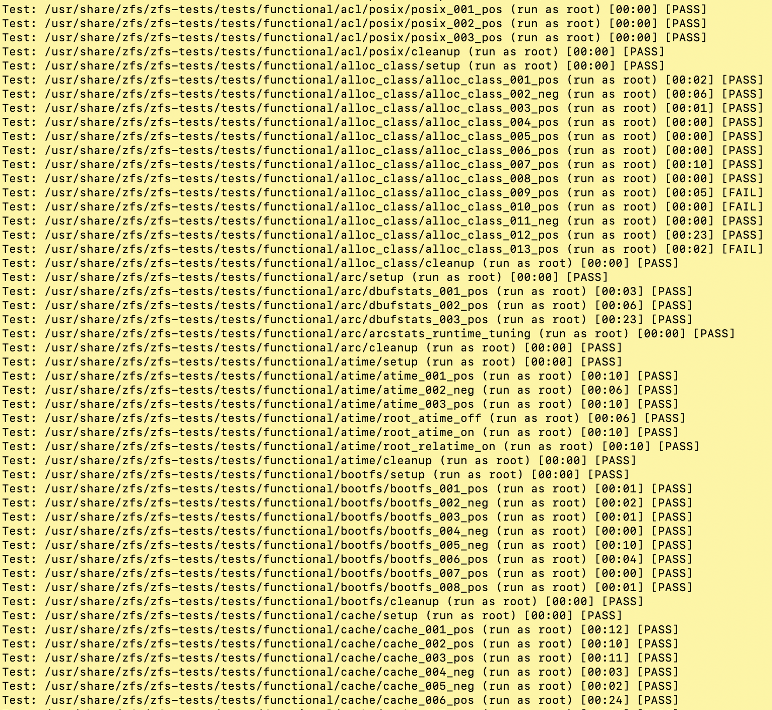 Test: /usr/share/zfs/zfs-tests/tests/functional/acl/posix/posix_001_pos (run as root) [00:00] [PASS]
Test: /usr/share/zfs/zfs-tests/tests/functional/acl/posix/posix_002_pos (run as root) [00:00] [PASS]
Test: /usr/share/zfs/zfs-tests/tests/functional/acl/posix/posix_003_pos (run as root) [00:00] [PASS]
Test: /usr/share/zfs/zfs-tests/tests/functional/acl/posix/cleanup (run as root) [00:00] [PASS]
Test: /usr/share/zfs/zfs-tests/tests/functional/alloc_class/setup (run as root) [00:00] [PASS]
Test: /usr/share/zfs/zfs-tests/tests/functional/alloc_class/alloc_class_001_pos (run as root) [00:02] [PASS]
Test: /usr/share/zfs/zfs-tests/tests/functional/alloc_class/alloc_class_002_neg (run as root) [00:06] [PASS]
Test: /usr/share/zfs/zfs-tests/tests/functional/alloc_class/alloc_class_003_pos (run as root) [00:01] [PASS]
Test: /usr/share/zfs/zfs-tests/tests/functional/alloc_class/alloc_class_004_pos (run as root) [00:00] [PASS]
Test: /usr/share/zfs/zfs-tests/tests/functional/alloc_class/alloc_class_005_pos (run as root) [00:00] [PASS]
Test: /usr/share/zfs/zfs-tests/tests/functional/alloc_class/alloc_class_006_pos (run as root) [00:00] [PASS]
Test: /usr/share/zfs/zfs-tests/tests/functional/alloc_class/alloc_class_007_pos (run as root) [00:10] [PASS]
Test: /usr/share/zfs/zfs-tests/tests/functional/alloc_class/alloc_class_008_pos (run as root) [00:00] [PASS]
Test: /usr/share/zfs/zfs-tests/tests/functional/alloc_class/alloc_class_009_pos (run as root) [00:05] [FAIL]
Test: /usr/share/zfs/zfs-tests/tests/functional/alloc_class/alloc_class_010_pos (run as root) [00:00] [FAIL]
Test: /usr/share/zfs/zfs-tests/tests/functional/alloc_class/alloc_class_011_neg (run as root) [00:00] [PASS]
Test: /usr/share/zfs/zfs-tests/tests/functional/alloc_class/alloc_class_012_pos (run as root) [00:23] [PASS]
Test: /usr/share/zfs/zfs-tests/tests/functional/alloc_class/alloc_class_013_pos (run as root) [00:02] [FAIL]
Test: /usr/share/zfs/zfs-tests/tests/functional/alloc_class/cleanup (run as root) [00:00] [PASS]
Test: /usr/share/zfs/zfs-tests/tests/functional/arc/setup (run as root) [00:00] [PASS]
Test: /usr/share/zfs/zfs-tests/tests/functional/arc/dbufstats_001_pos (run as root) [00:03] [PASS]
Test: /usr/share/zfs/zfs-tests/tests/functional/arc/dbufstats_002_pos (run as root) [00:06] [PASS]
Test: /usr/share/zfs/zfs-tests/tests/functional/arc/dbufstats_003_pos (run as root) [00:23] [PASS]
Test: /usr/share/zfs/zfs-tests/tests/functional/arc/arcstats_runtime_tuning (run as root) [00:00] [PASS]
Test: /usr/share/zfs/zfs-tests/tests/functional/arc/cleanup (run as root) [00:00] [PASS]
Test: /usr/share/zfs/zfs-tests/tests/functional/atime/setup (run as root) [00:00] [PASS]
Test: /usr/share/zfs/zfs-tests/tests/functional/atime/atime_001_pos (run as root) [00:10] [PASS]
Test: /usr/share/zfs/zfs-tests/tests/functional/atime/atime_002_neg (run as root) [00:06] [PASS]
Test: /usr/share/zfs/zfs-tests/tests/functional/atime/atime_003_pos (run as root) [00:10] [PASS]
Test: /usr/share/zfs/zfs-tests/tests/functional/atime/root_atime_off (run as root) [00:06] [PASS]
Test: /usr/share/zfs/zfs-tests/tests/functional/atime/root_atime_on (run as root) [00:10] [PASS]
Test: /usr/share/zfs/zfs-tests/tests/functional/atime/root_relatime_on (run as root) [00:10] [PASS]
Test: /usr/share/zfs/zfs-tests/tests/functional/atime/cleanup (run as root) [00:00] [PASS]
Test: /usr/share/zfs/zfs-tests/tests/functional/bootfs/setup (run as root) [00:00] [PASS]
Test: /usr/share/zfs/zfs-tests/tests/functional/bootfs/bootfs_001_pos (run as root) [00:01] [PASS]
Test: /usr/share/zfs/zfs-tests/tests/functional/bootfs/bootfs_002_neg (run as root) [00:02] [PASS]
Test: /usr/share/zfs/zfs-tests/tests/functional/bootfs/bootfs_003_pos (run as root) [00:01] [PASS]
Test: /usr/share/zfs/zfs-tests/tests/functional/bootfs/bootfs_004_neg (run as root) [00:00] [PASS]
Test: /usr/share/zfs/zfs-tests/tests/functional/bootfs/bootfs_005_neg (run as root) [00:10] [PASS]
Test: /usr/share/zfs/zfs-tests/tests/functional/bootfs/bootfs_006_pos (run as root) [00:04] [PASS]
Test: /usr/share/zfs/zfs-tests/tests/functional/bootfs/bootfs_007_pos (run as root) [00:00] [PASS]
Test: /usr/share/zfs/zfs-tests/tests/functional/bootfs/bootfs_008_pos (run as root) [00:01] [PASS]
Test: /usr/share/zfs/zfs-tests/tests/functional/bootfs/cleanup (run as root) [00:00] [PASS]
Test: /usr/share/zfs/zfs-tests/tests/functional/cache/setup (run as root) [00:00] [PASS]
Test: /usr/share/zfs/zfs-tests/tests/functional/cache/cache_001_pos (run as root) [00:12] [PASS]
Test: /usr/share/zfs/zfs-tests/tests/functional/cache/cache_002_pos (run as root) [00:10] [PASS]
Test: /usr/share/zfs/zfs-tests/tests/functional/cache/cache_003_pos (run as root) [00:11] [PASS]
Test: /usr/share/zfs/zfs-tests/tests/functional/cache/cache_004_neg (run as root) [00:03] [PASS]
Test: /usr/share/zfs/zfs-tests/tests/functional/cache/cache_005_neg (run as root) [00:02] [PASS]
Test: /usr/share/zfs/zfs-tests/tests/functional/cache/cache_006_pos (run as root) [00:24] [PASS]